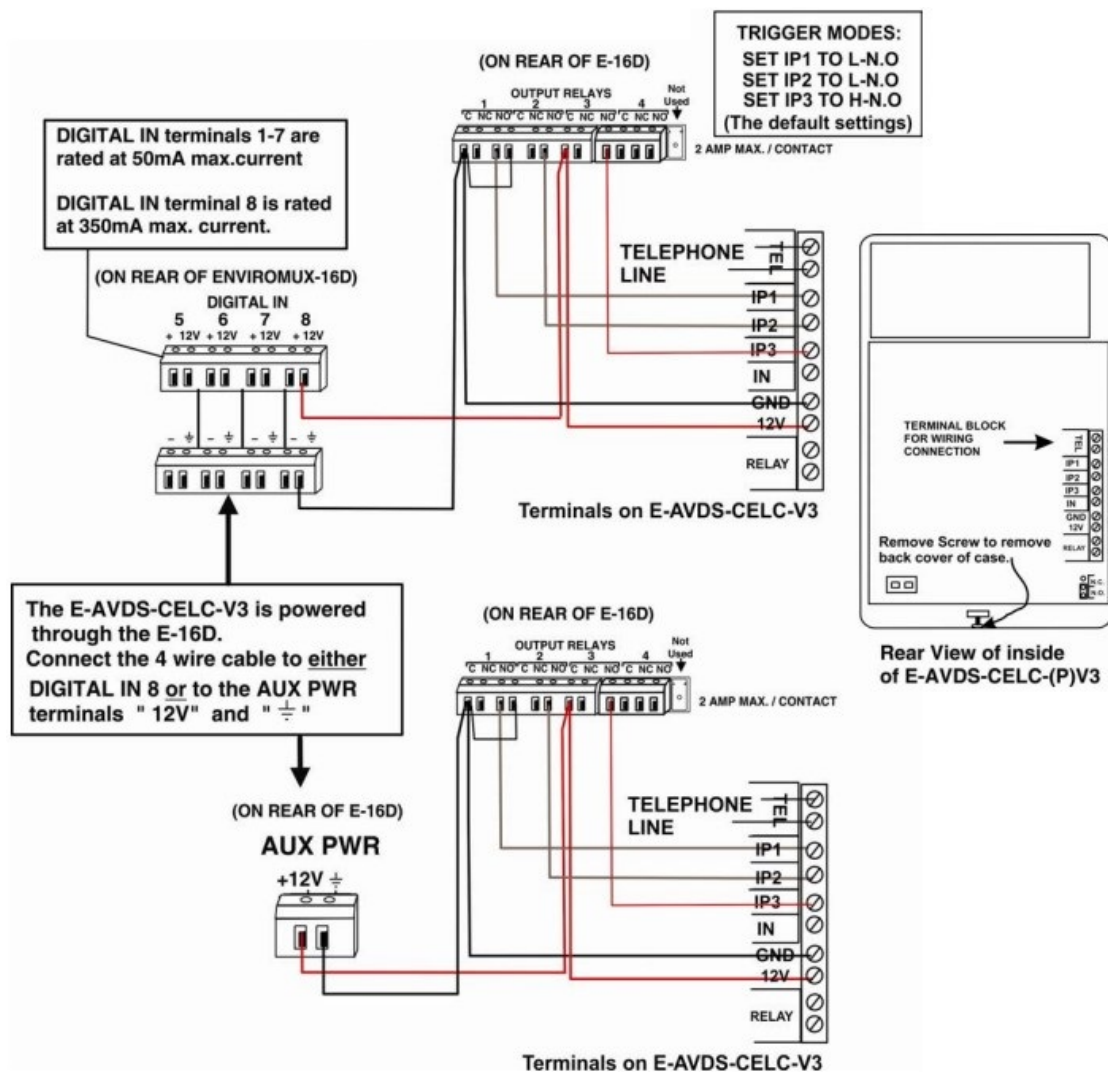 TRIGGER MODES:
SET IP1 TO L-N.O
SET IP2 TO L-N.O
SET IP3 TO H-N.O
(The default settings)
(ON REAR OF E-16D)
OUTPUT RELAYS
1 2 3 4
C NC NO C NC NO C NC NO C NC NO
Not
Used
2 AMP MAX. / CONTACT
DIGITAL IN terminals 1-7 are
rated at 50mA max.current
DIGITAL IN terminal 8 is rated
at 350mA max. current.
(ON REAR OF ENVIROMUX-16D)
DIGITAL IN
5 6 7 8
+ 12V + 12V + 12V + 12V
- ⏚ - ⏚ - ⏚ - ⏚
TELEPHONE
LINE
TEL
IP1
IP2
IP3
IN
GND
12V
RELAY
Terminals on E-AVDS-CELC-V3
TERMINAL BLOCK
FOR WIRING
CONNECTION
TEL
IP1
IP2
IP3
IN
GND
12V
RELAY
Remove Screw to remove
back cover of case.
N.C.
N.O.
Rear View of inside
of E-AVDS-CELC-(P)V3
The E-AVDS-CELC-V3 is powered
through the E-16D.
Connect the 4 wire cable to either
DIGITAL IN 8 or to the AUX PWR
terminals " 12V" and " ⏚ "
(ON REAR OF E-16D)
OUTPUT RELAYS
1 2 3 4
C NC NO C NC NO C NC NO C NC NO
Not
Used
2 AMP MAX. / CONTACT
(ON REAR OF E-16D)
AUX PWR
+12V ⏚
TELEPHONE
LINE
TEL
IP1
IP2
IP3
IN
GND
12V
RELAY
Terminals on E-AVDS-CELC-V3